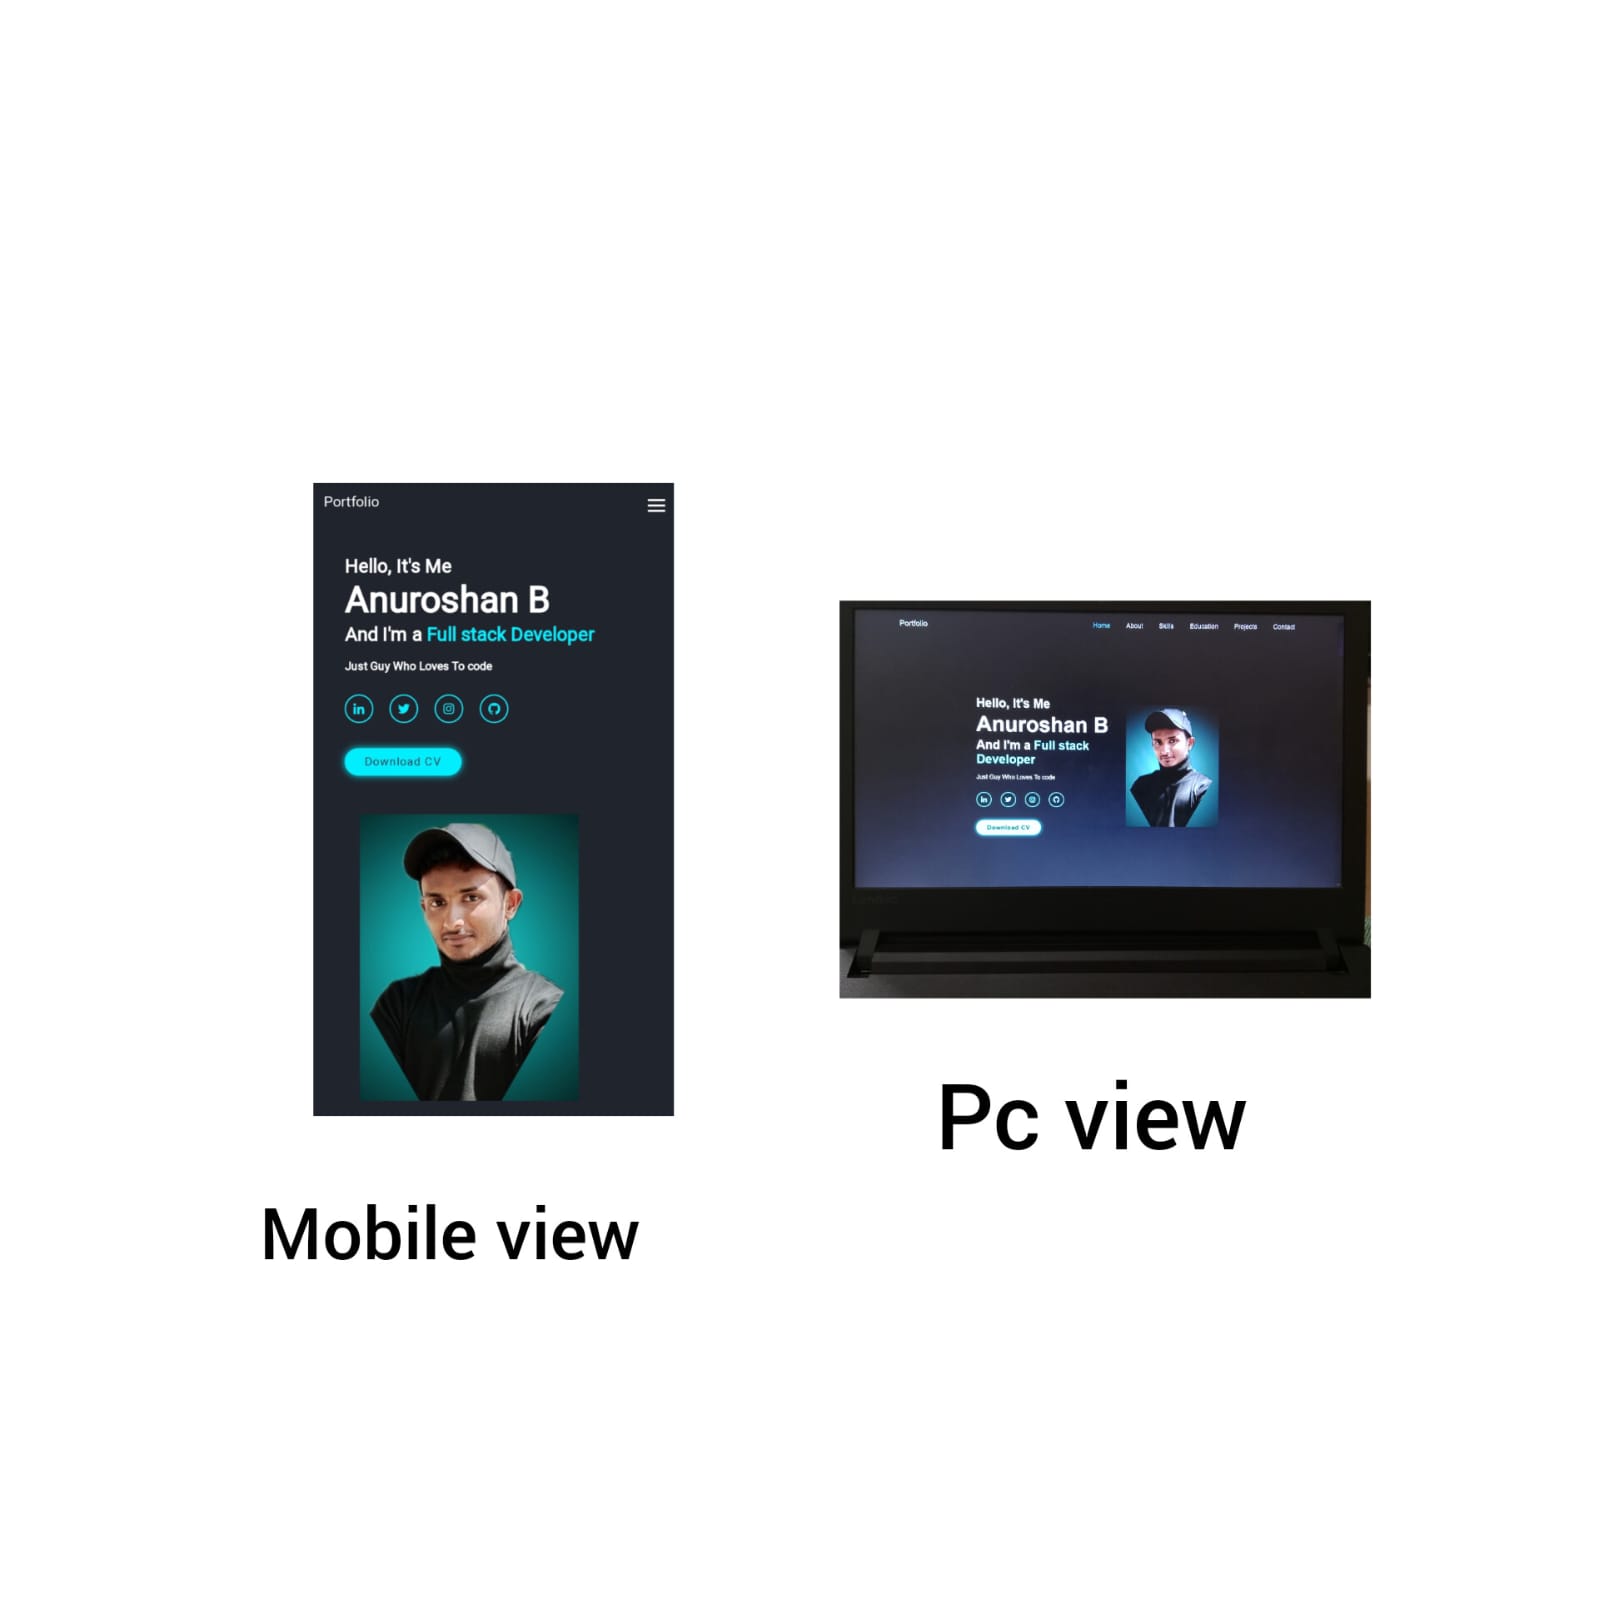 Portfolio
Hello, It's Me
Anuroshan B
And I'm a Full stack Developer
Just Guy Who Loves To code
in
Download CV
Mobile view
Portfolio
Home About Skills Education Projects Contact
Hello, It's Me
Anuroshan B
And I'm a Full stack
Developer
Just Guy Who Loves To code
in
Download CV
Pc view